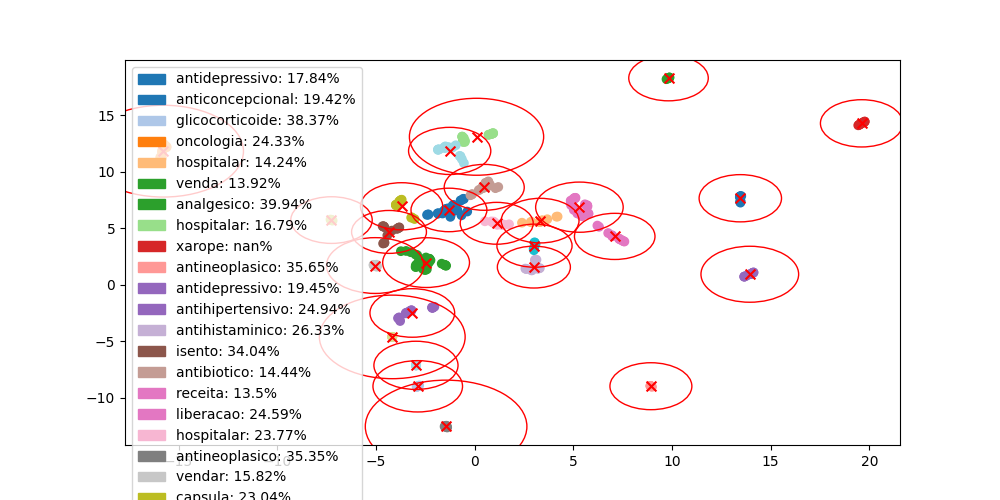 antidepressivo: 17.84%
anticoncepcional: 19.42%
glicocorticoide: 38.37%
oncologia: 24.33%
hospitalar: 14.24%
venda: 13.92%
analgesico: 39.94%
hospitalar: 16.79%
xarope: nan%
antineoplasico: 35.65%
antidepressivo: 19.45%
antihipertensivo: 24.94%
antihistaminico: 26.33%
isento: 34.04%
antibiotico: 14.44%
receita: 13.5%
liberacao: 24.59%
hospitalar: 23.77%
antineoplasico: 35.35%
vendar: 15.82%
capsula: 23.04%
15
10
5
0
−5
−10
−15
−10
−5
0
5
10
15
20